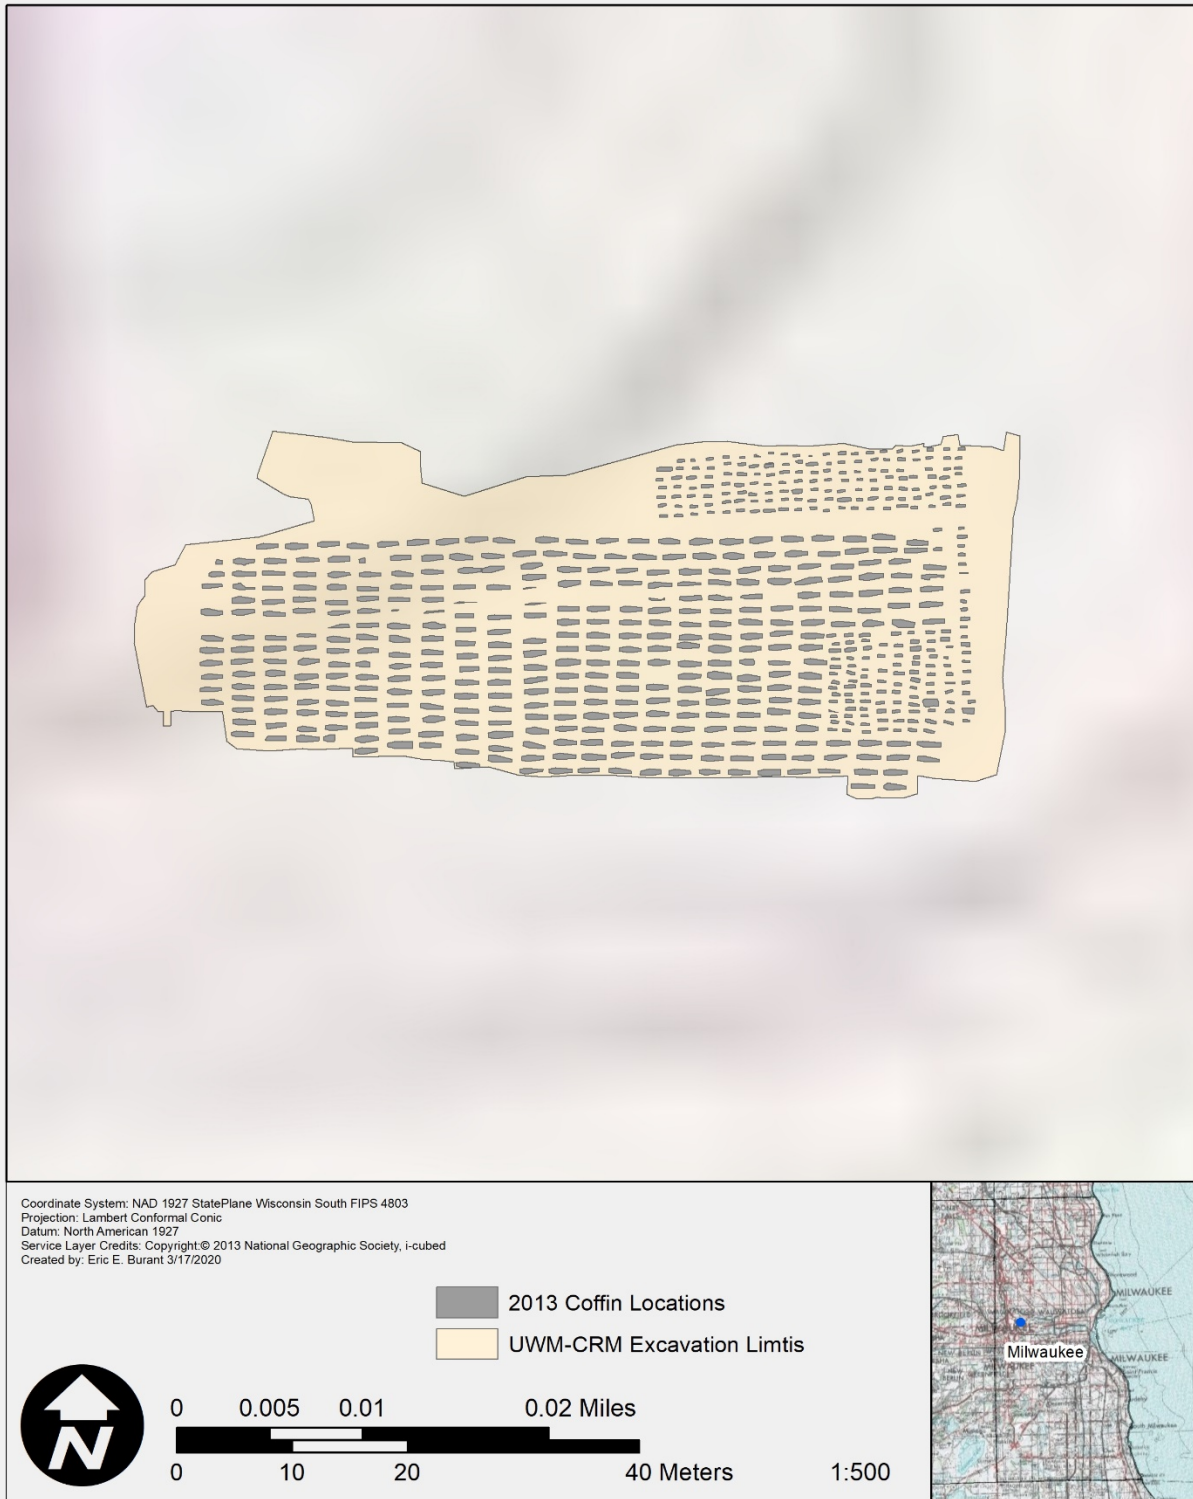 Coordinate System: NAD 1927 StatePlane Wisconsin South FIPS 4803
Projection: Lambert Conformal Conic
Datum: North American 1927
Service Layer Credits: Copyright:© 2013 National Geographic Society, i-cubed
Created by: Eric E. Burant 3/17/2020
2013 Coffin Locations
UWM-CRM Excavation Limtis
N
0 0.005 0.01 0.02 Miles
0 10 20 40 Meters
1:500
MILWAUKEE
Milwaukee
MILWAUKEE